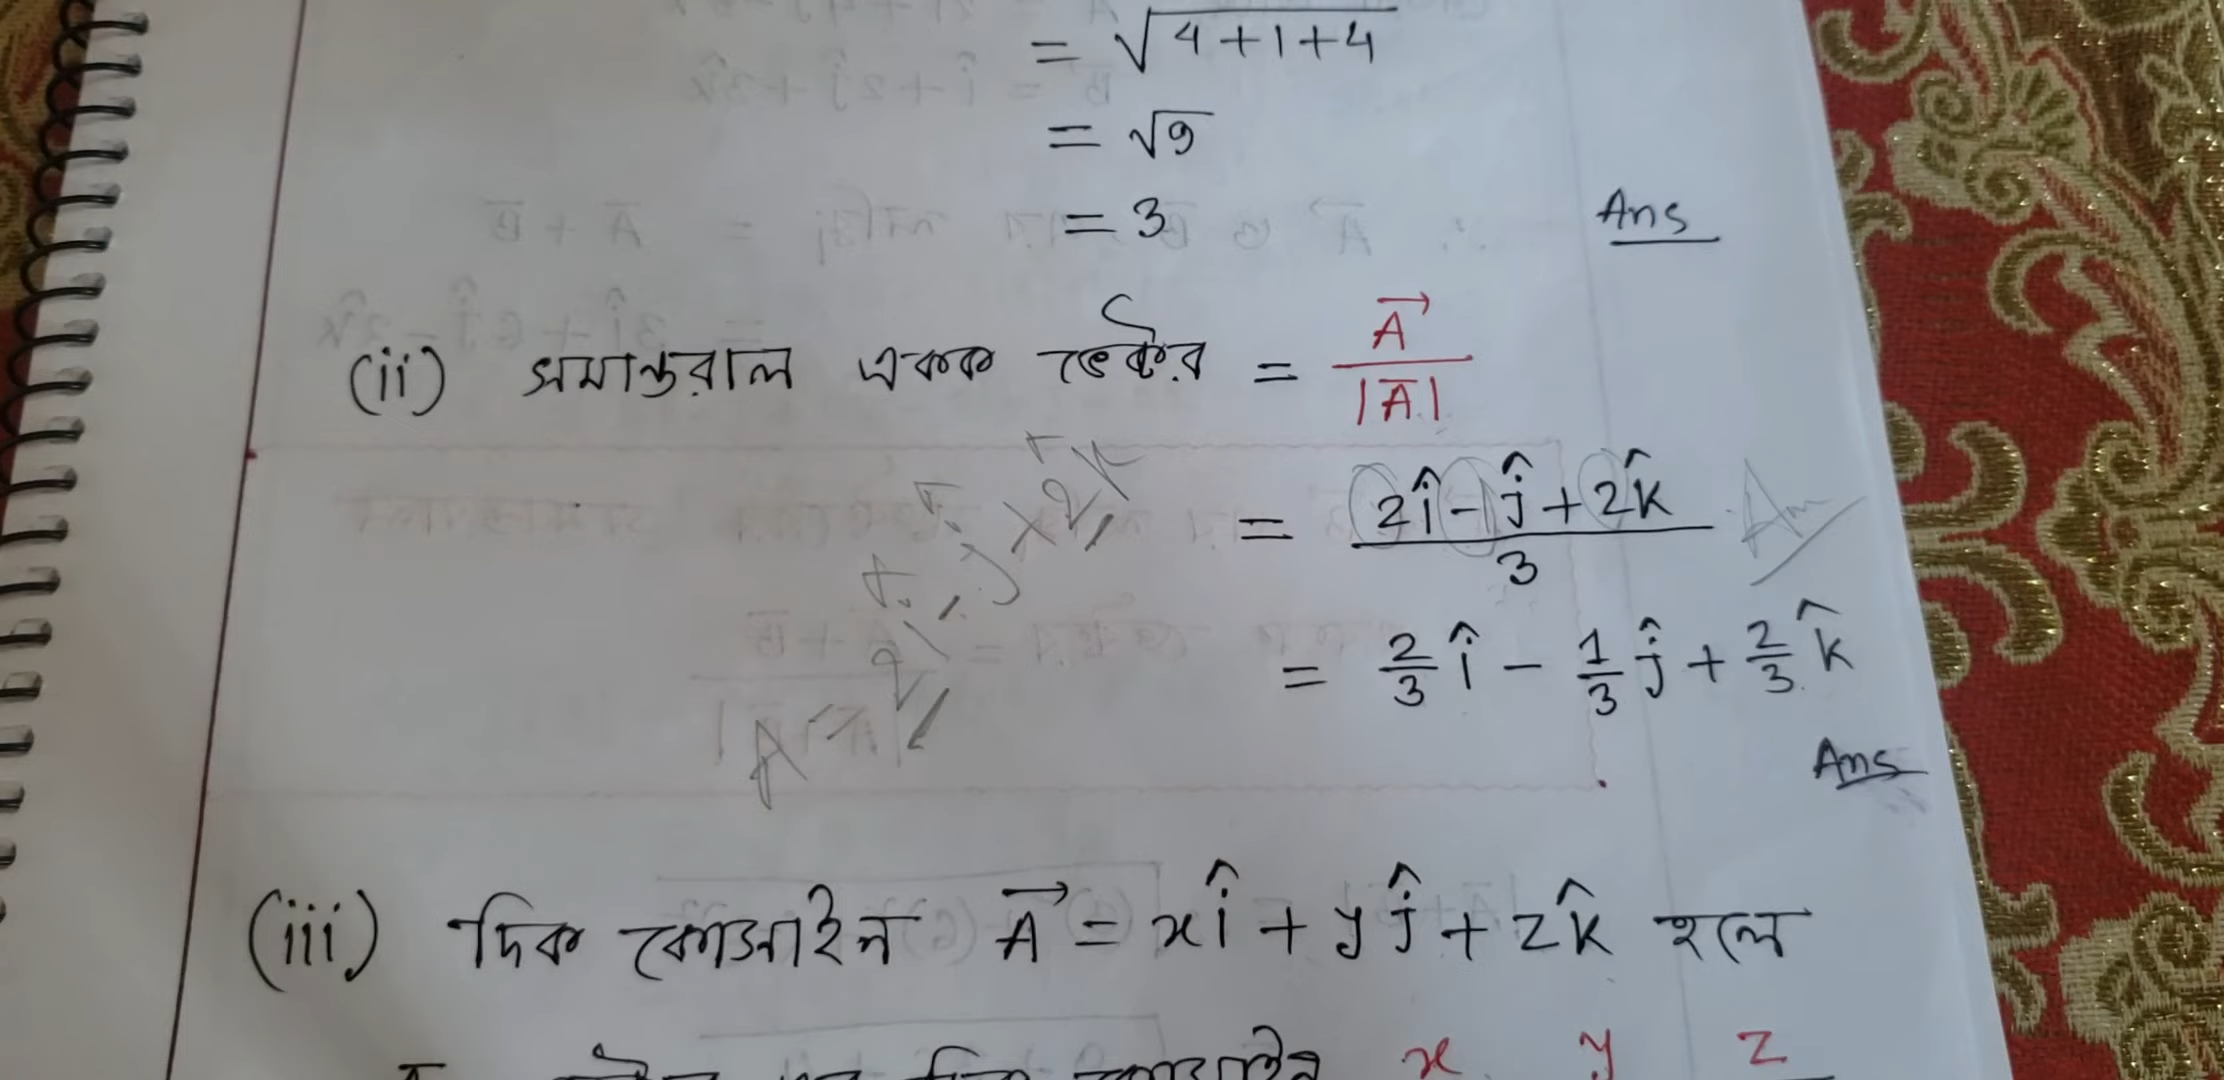 = √4+1+4
= √9
= 3 Ans
(ii) সমান্তরাল একক ভেক্টর = A⃗ / |A̅|
= 2î - ĵ + 2k̂ / 3
= 2/3 î - 1/3 ĵ + 2/3 k̂
Ans
(iii) দিক কোসাইন A⃗ = xî + yĵ + zk̂ হলে
x y z